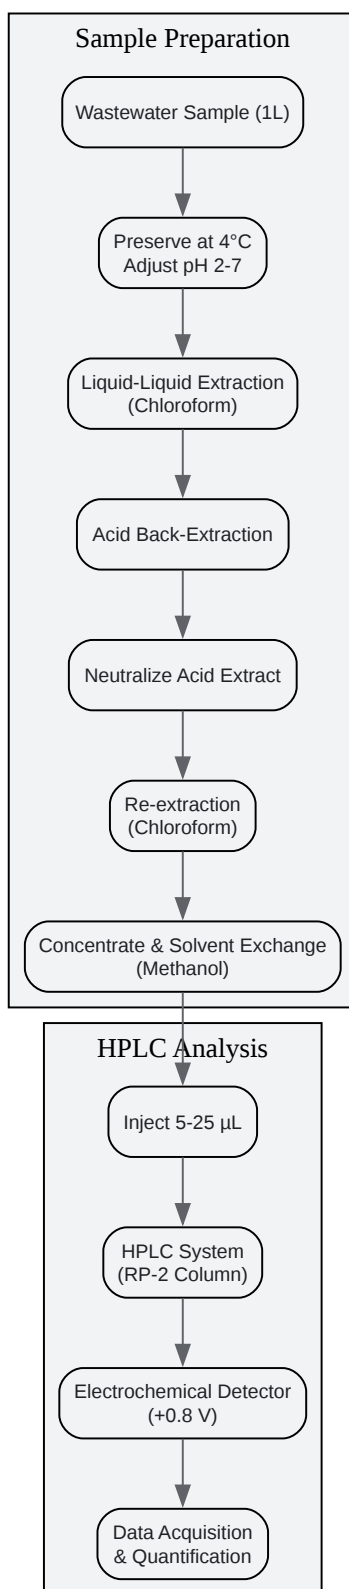 Sample Preparation
Wastewater Sample (1L)
Preserve at 4°C
Adjust pH 2-7
Liquid-Liquid Extraction
(Chloroform)
Acid Back-Extraction
Neutralize Acid Extract
Re-extraction
(Chloroform)
Concentrate & Solvent Exchange
(Methanol)
HPLC Analysis
Inject 5-25 µL
HPLC System
(RP-2 Column)
Electrochemical Detector
(+0.8 V)
Data Acquisition
& Quantification